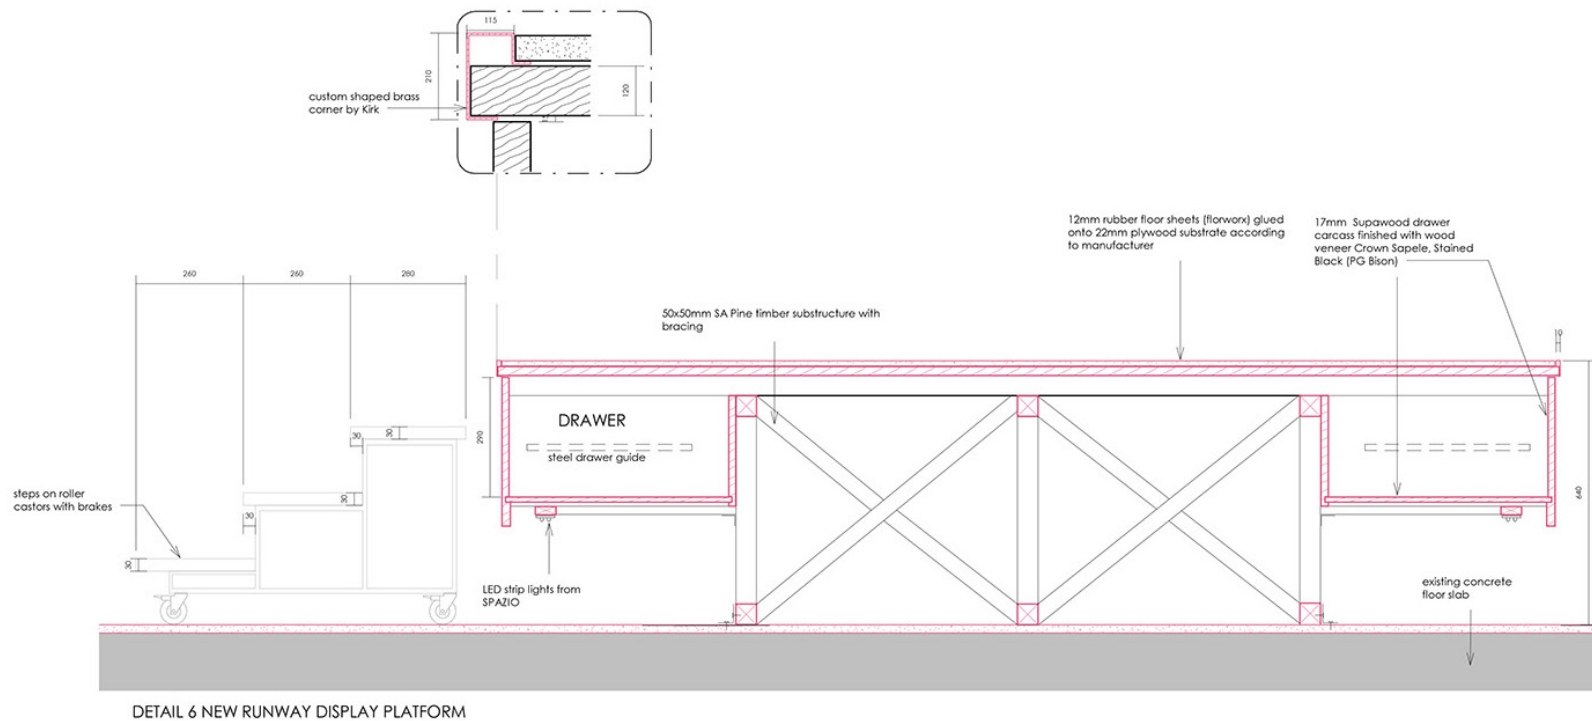 115
210
120
custom shaped brass
corner by Kirk
12mm rubber floor sheets (florworx) glued
onto 22mm plywood substrate according
to manufacturer
17mm Supawood drawer
carcass finished with wood
veneer Crown Sapele, Stained
Black (PG Bison)
260
260
280
50x50mm SA Pine timber substructure with
bracing
10
DRAWER
steel drawer guide
290
30
30
30
30
30
640
steps on roller
castors with brakes
LED strip lights from
SPAZIO
existing concrete
floor slab
DETAIL 6 NEW RUNWAY DISPLAY PLATFORM